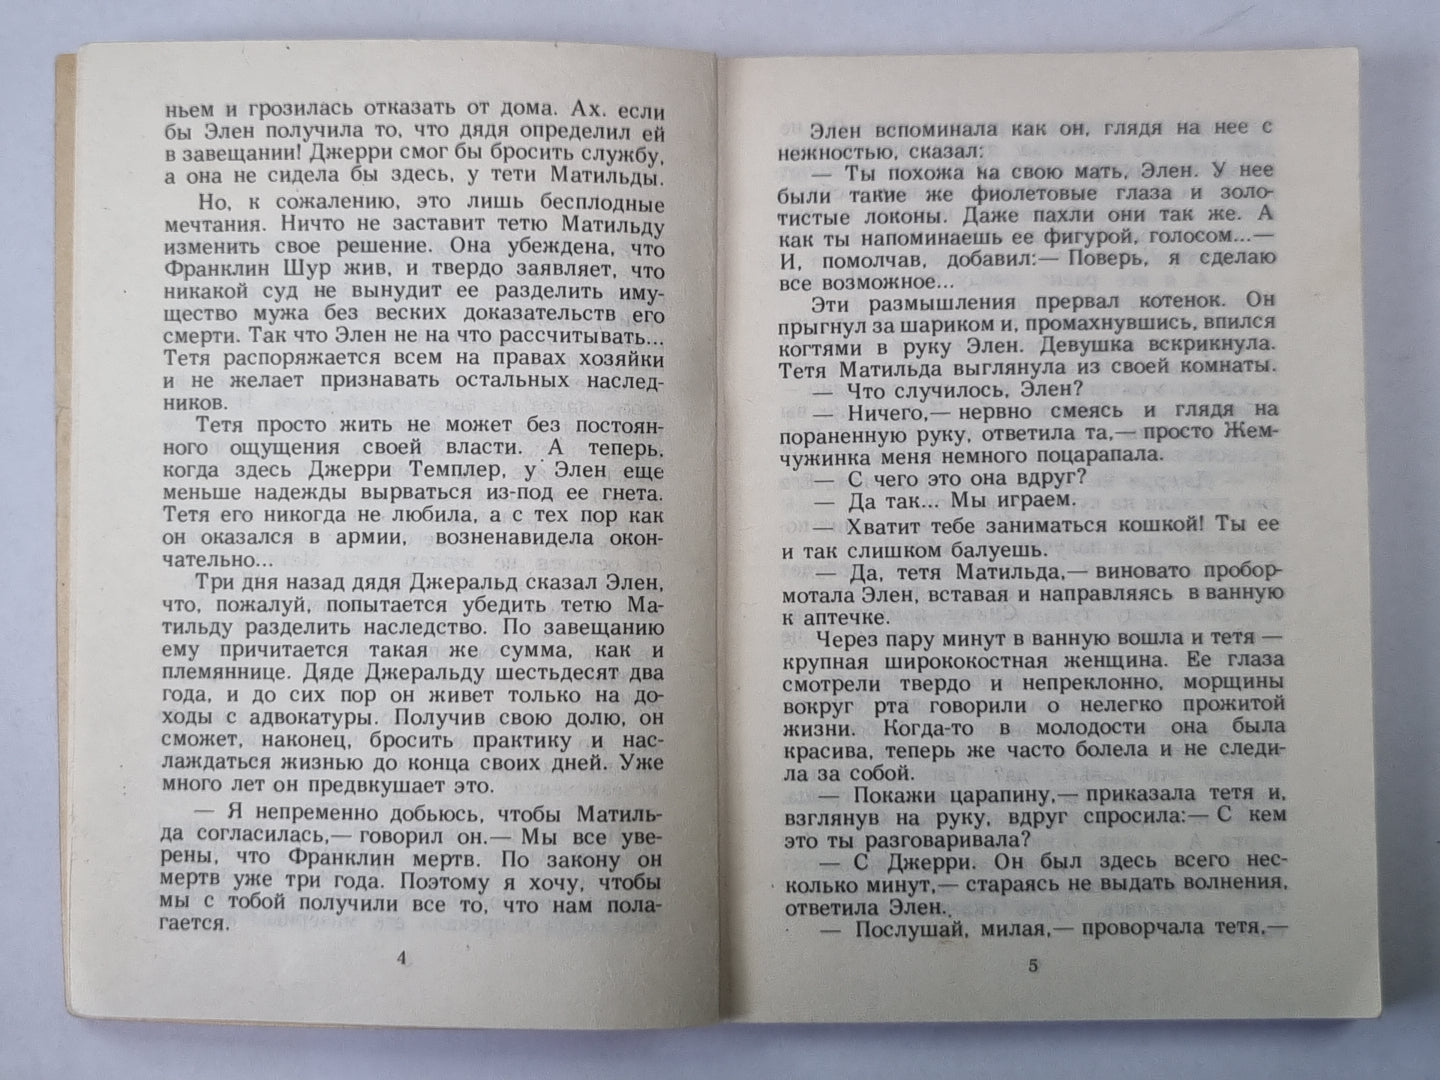 ньем и грозилась отказать от дома. Ах. если
бы Элен получила то, что дядя определил ей
в завещании! Джерри смог бы бросить службу,
а она не сидела бы здесь, у тети Матильды.
Но, к сожалению, это лишь бесплодные
мечтания. Ничто не заставит тетю Матильду
изменить свое решение. Она убеждена, что
Франклин Шур жив, и твердо заявляет, что
никакой суд не вынудит ее разделить иму-
щество мужа без веских доказательств его
смерти. Так что Элен не на что рассчитывать...
Тетя распоряжается всем на правах хозяйки
и не желает признавать остальных наслед-
ников.
Тетя просто жить не может без постоян-
ного ощущения своей власти. А теперь,
когда здесь Джерри Темплер, у Элен еще
меньше надежды вырваться из-под ее гнета.
Тетя его никогда не любила, а с тех пор как
он оказался в армии, возненавидела окон-
чательно...
Три дня назад дядя Джеральд сказал Элен,
что, пожалуй, попытается убедить тетю Ма-
тильду разделить наследство. По завещанию
ему причитается такая же сумма, как и
племяннице. Дяде Джеральду шестьдесят два
года, и до сих пор он живет только на до-
ходы с адвокатуры. Получив свою долю, он
сможет, наконец, бросить практику и нас-
лаждаться жизнью до конца своих дней. Уже
много лет он предвкушает это.
— Я непременно добьюсь, чтобы Матиль-
да согласилась,— говорил он.— Мы все уве-
рены, что Франклин мертв. По закону он
мертв уже три года. Поэтому я хочу, чтобы
мы с тобой получили все то, что нам пола-
гается.
4
Элен вспоминала как он, глядя на нее с
нежностью, сказал:
— Ты похожа на свою мать, Элен. У нее
были такие же фиолетовые глаза и золо-
тистые локоны. Даже пахли они так же. А
как ты напоминаешь ее фигурой, голосом...—
И, помолчав, добавил:— Поверь, я сделаю
все возможное...
Эти размышления прервал котенок. Он
прыгнул за шариком и, промахнувшись, впился
когтями в руку Элен. Девушка вскрикнула.
Тетя Матильда выглянула из своей комнаты.
— Что случилось, Элен?
— Ничего,— нервно смеясь и глядя на
пораненную руку, ответила та,— просто Жем-
чужинка меня немного поцарапала.
— С чего это она вдруг?
— Да так... Мы играем.
— Хватит тебе заниматься кошкой! Ты ее
и так слишком балуешь.
— Да, тетя Матильда,— виновато пробор-
мотала Элен, вставая и направляясь в ванную
к аптечке.
Через пару минут в ванную вошла и тетя —
крупная ширококостная женщина. Ее глаза
смотрели твердо и непреклонно, морщины
вокруг рта говорили о нелегко прожитой
жизни. Когда-то в молодости она была
красива, теперь же часто болела и не следи-
ла за собой.
— Покажи царапину,— приказала тетя и,
взглянув на руку, вдруг спросила:— С кем
это ты разговаривала?
— С Джерри. Он был здесь всего нес-
колько минут,— стараясь не выдать волнения,
ответила Элен.
— Послушай, милая,— проворчала тетя,—
5